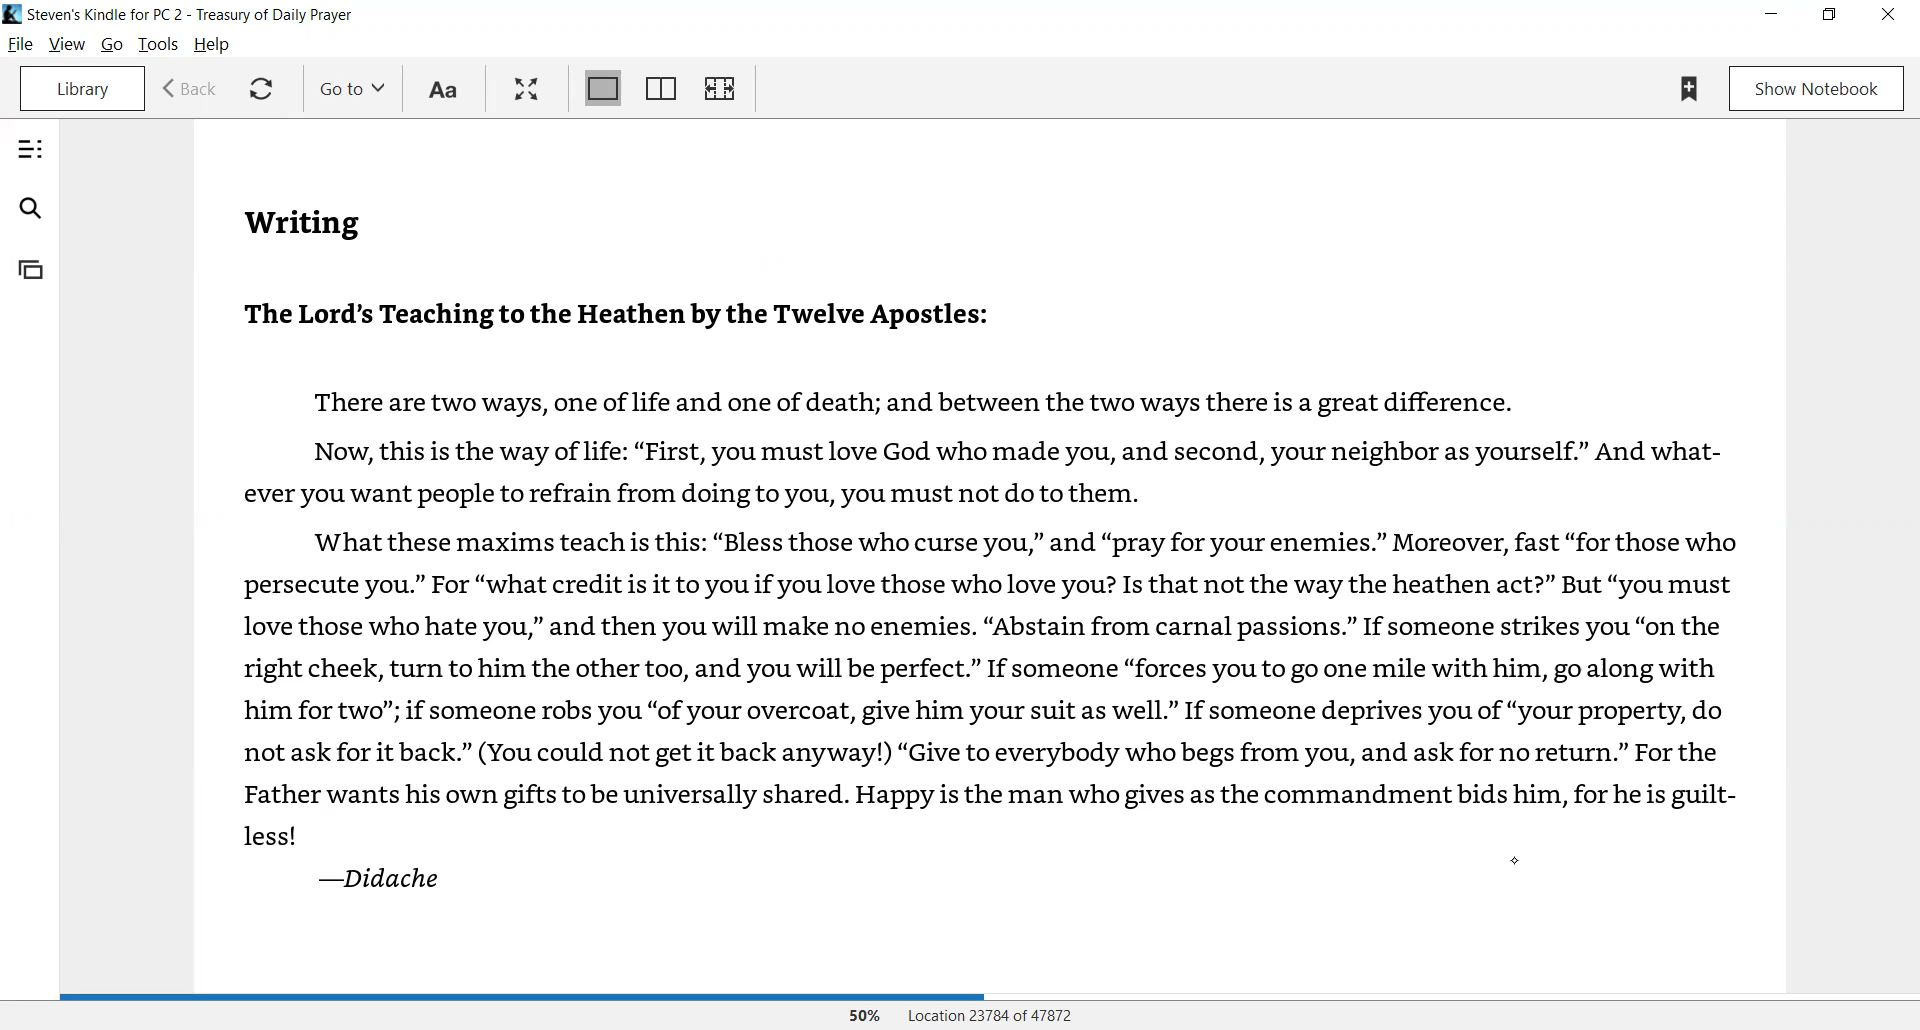 Steven's Kindle for PC 2 - Treasury of Daily Prayer
File View Go Tools Help
Library Back Go to Aa Show Notebook
Writing
The Lord’s Teaching to the Heathen by the Twelve Apostles:
There are two ways, one of life and one of death; and between the two ways there is a great difference.
Now, this is the way of life: “First, you must love God who made you, and second, your neighbor as yourself.” And what-
ever you want people to refrain from doing to you, you must not do to them.
What these maxims teach is this: “Bless those who curse you,” and “pray for your enemies.” Moreover, fast “for those who
persecute you.” For “what credit is it to you if you love those who love you? Is that not the way the heathen act?” But “you must
love those who hate you,” and then you will make no enemies. “Abstain from carnal passions.” If someone strikes you “on the
right cheek, turn to him the other too, and you will be perfect.” If someone “forces you to go one mile with him, go along with
him for two”; if someone robs you “of your overcoat, give him your suit as well.” If someone deprives you of “your property, do
not ask for it back.” (You could not get it back anyway!) “Give to everybody who begs from you, and ask for no return.” For the
Father wants his own gifts to be universally shared. Happy is the man who gives as the commandment bids him, for he is guilt-
less!
—Didache
50% Location 23784 of 47872